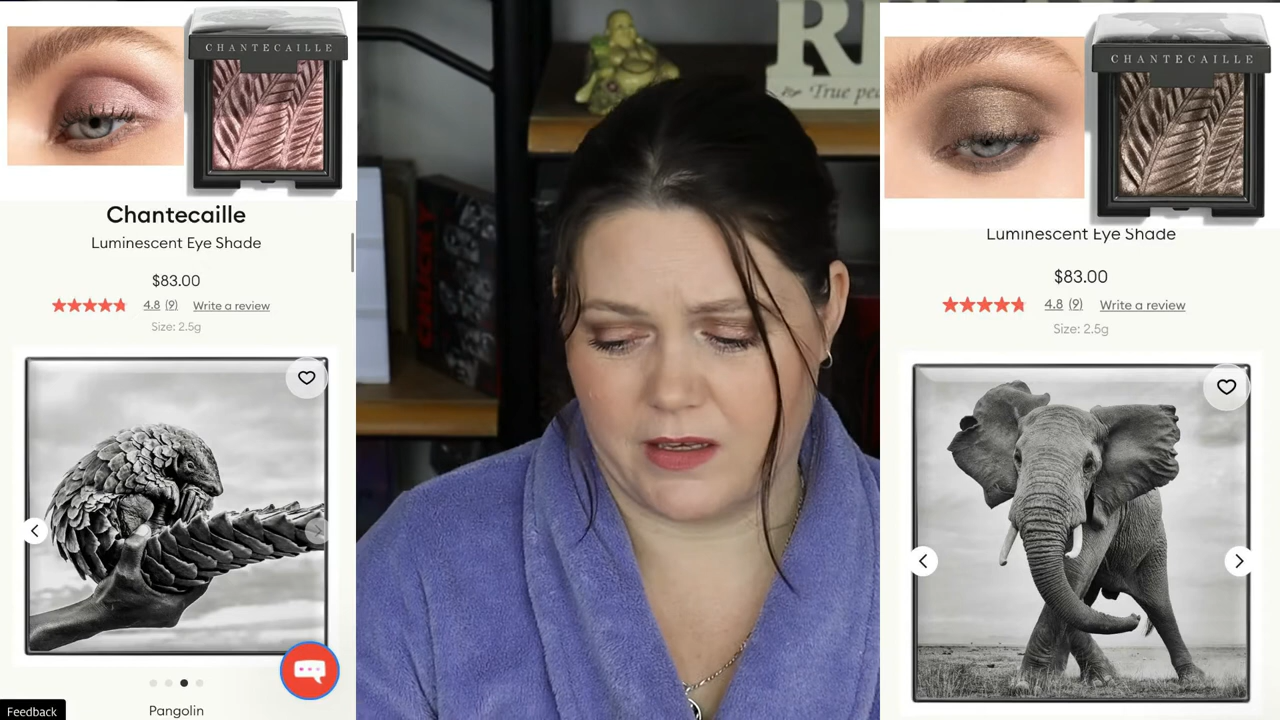 CHANTECAILLE
Chantecaille
Luminescent Eye Shade
$83.00
4.8 (9) Write a review
Size: 2.5g
Feedback
Pangolin
CHUCKY
True
CHANTECAILLE
Luminescent Eye Shade
$83.00
4.8 (9) Write a review
Size: 2.5g